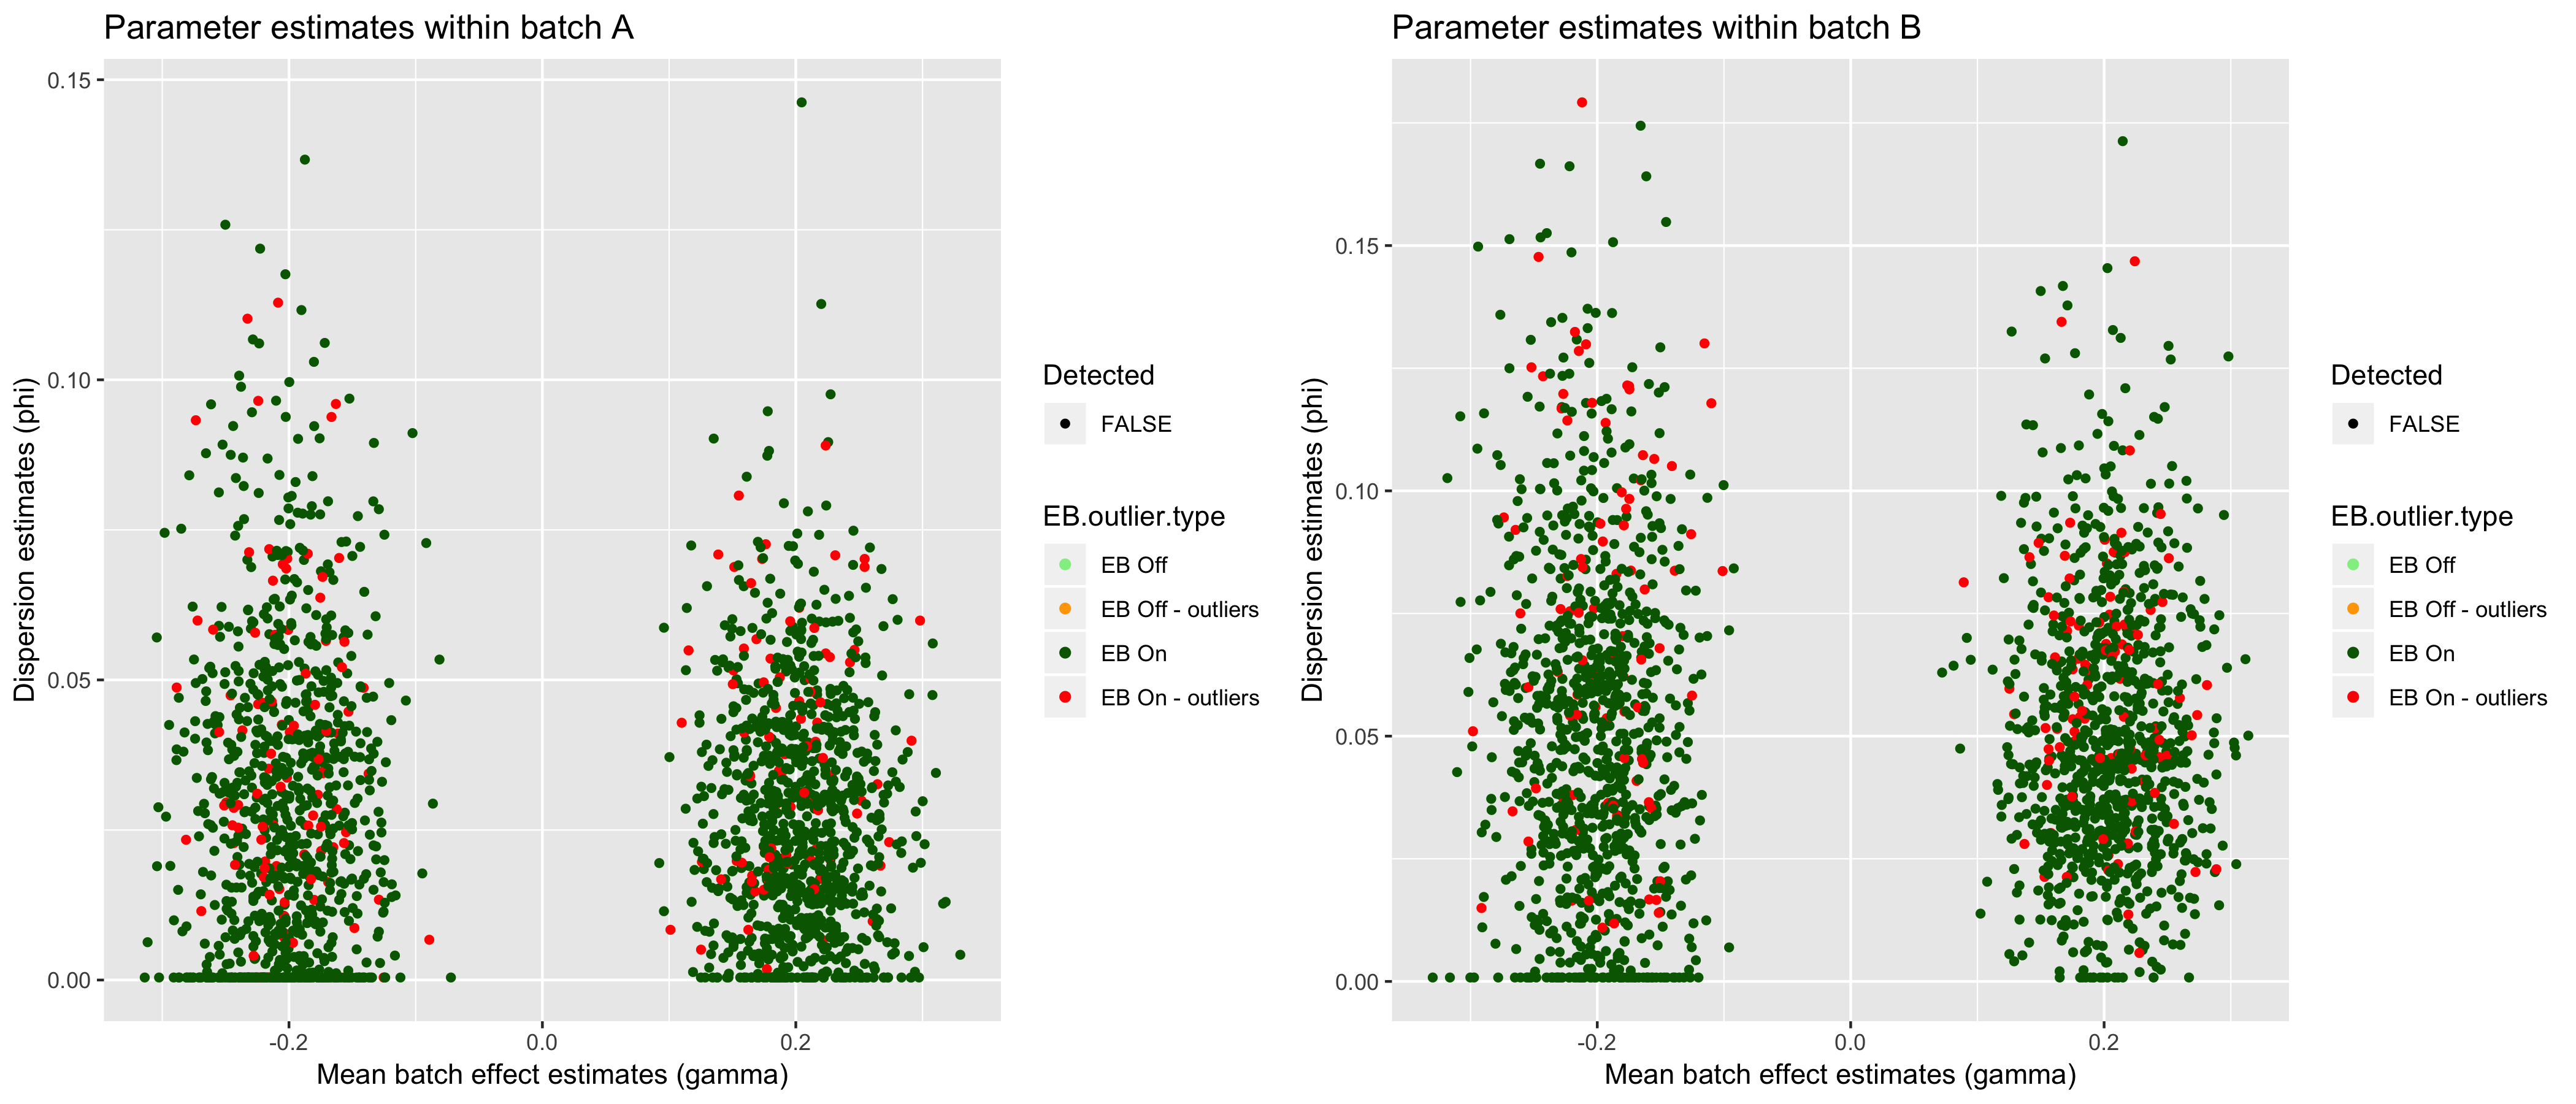 Parameter estimates within batch A
Dispersion estimates (phi)
0.15
0.10
0.05
0.00
-0.2
0.0
0.2
Mean batch effect estimates (gamma)
Detected
FALSE
EB.outlier.type
EB Off
EB Off - outliers
EB On
EB On - outliers
Parameter estimates within batch B
Dispersion estimates (phi)
0.15
0.10
0.05
0.00
-0.2
0.0
0.2
Mean batch effect estimates (gamma)
Detected
FALSE
EB.outlier.type
EB Off
EB Off - outliers
EB On
EB On - outliers